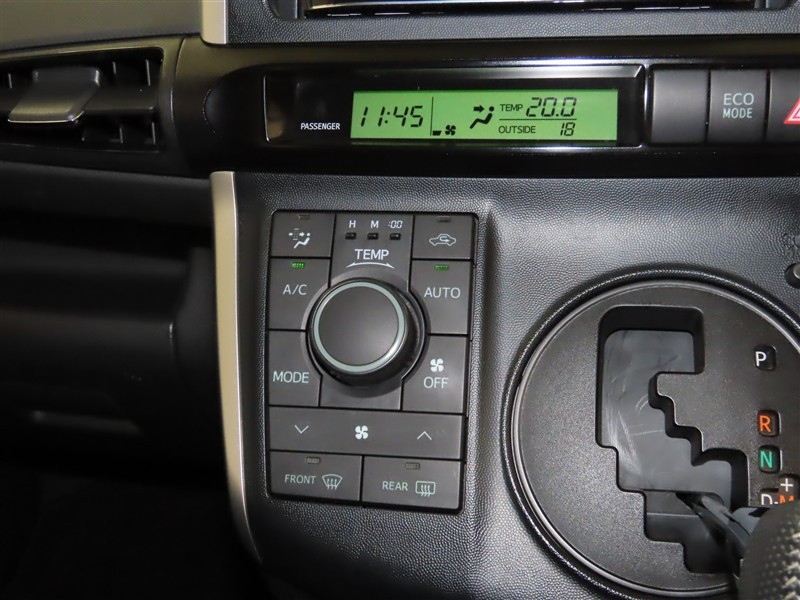 11:45 TEMP 20.0
PASSENGER OUTSIDE 18
ECO
MODE
H M :00
TEMP
A/C AUTO
MODE OFF
FRONT REAR
P
R
N
+
D-M